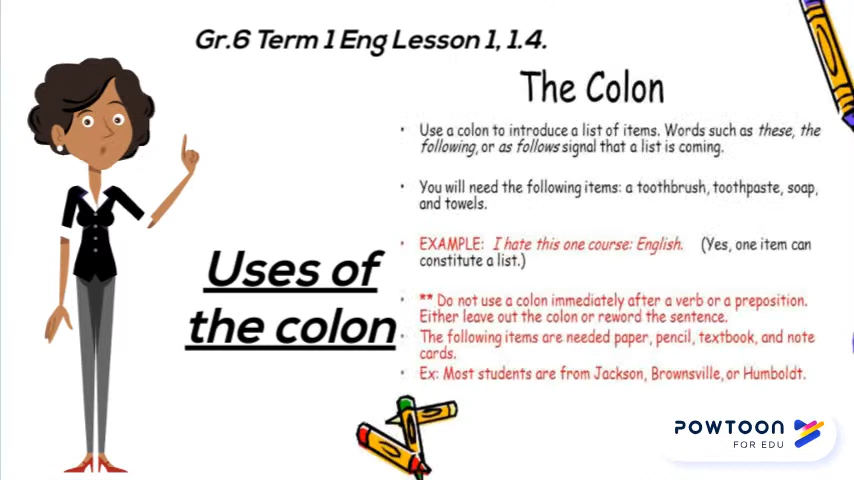 Gr.6 Term 1 Eng Lesson 1, 1.4.
The Colon
• Use a colon to introduce a list of items. Words such as these, the
following, or as follows signal that a list is coming.
• You will need the following items: a toothbrush, toothpaste, soap,
and towels.
• EXAMPLE: I hate this one course: English. (Yes, one item can
constitute a list.)
• ** Do not use a colon immediately after a verb or a preposition.
Either leave out the colon or reword the sentence.
• The following items are needed paper, pencil, textbook, and note
cards.
• Ex: Most students are from Jackson, Brownsville, or Humboldt.
Uses of
the colon
POWTOON
FOR EDU